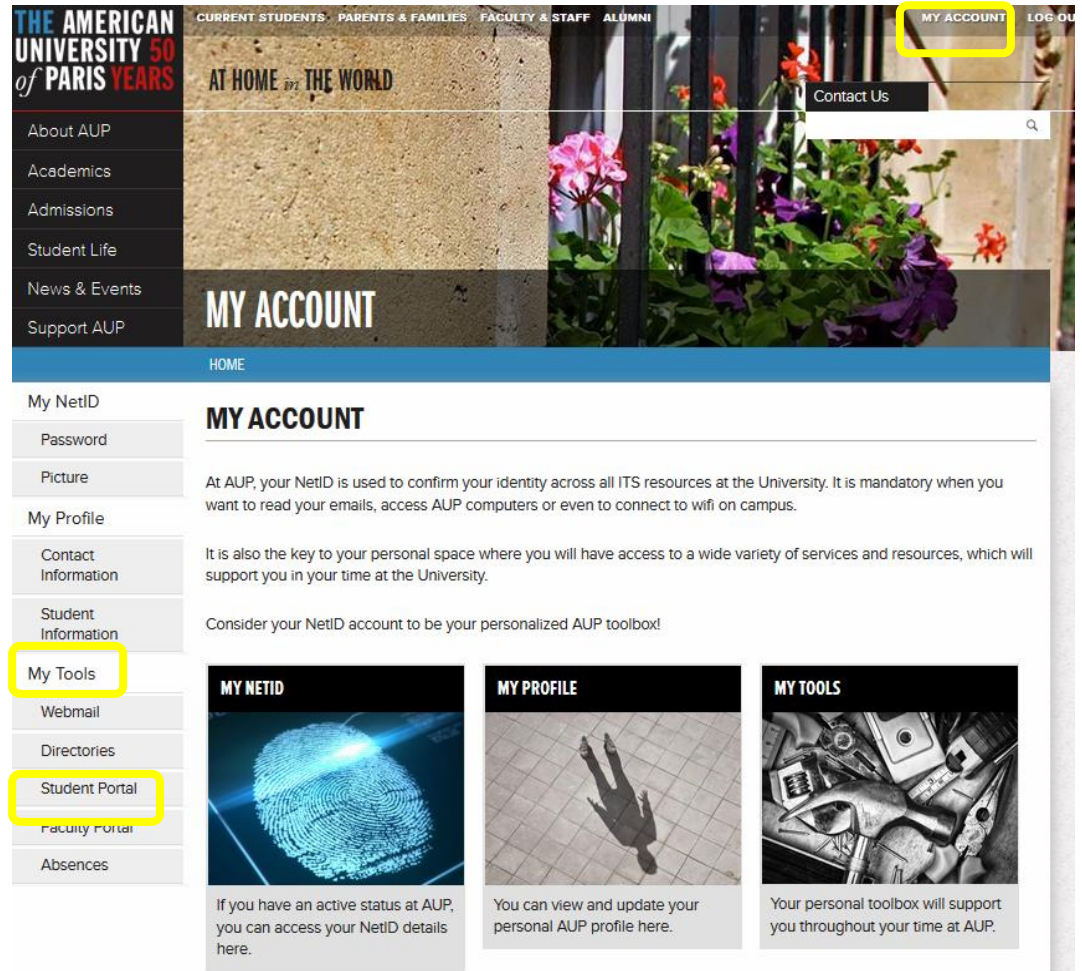 THE AMERICAN
UNIVERSITY 50
of PARIS YEARS
CURRENT STUDENTS PARENTS & FAMILIES FACULTY & STAFF ALUMNI
MY ACCOUNT LOG OU
AT HOME in THE WORLD
Contact Us
About AUP
Academics
Admissions
Student Life
News & Events
Support AUP
MY ACCOUNT
HOME
My NetID
Password
Picture
My Profile
Contact
Information
Student
Information
My Tools
Webmail
Directories
Student Portal
Faculty Portal
Absences
MY ACCOUNT
At AUP, your NetID is used to confirm your identity across all ITS resources at the University. It is mandatory when you
want to read your emails, access AUP computers or even to connect to wifi on campus.
It is also the key to your personal space where you will have access to a wide variety of services and resources, which will
support you in your time at the University.
Consider your NetID account to be your personalized AUP toolbox!
MY NETID
If you have an active status at AUP,
you can access your NetID details
here.
MY PROFILE
You can view and update your
personal AUP profile here.
MY TOOLS
Your personal toolbox will support
you throughout your time at AUP.